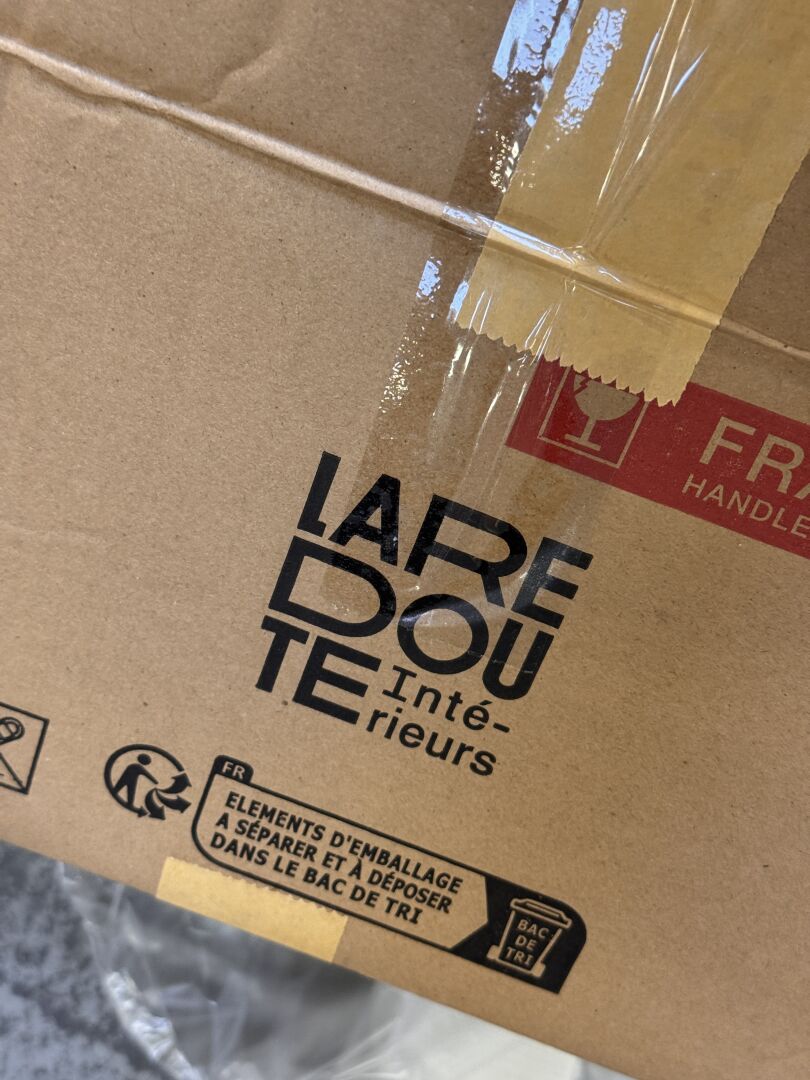 HANDLE
LA RE
DOU
TE Inté-
rieurs
FR
ELEMENTS D'EMBALLAGE
A SÉPARER ET À DÉPOSER
DANS LE BAC DE TRI
BAC
DE
TRI